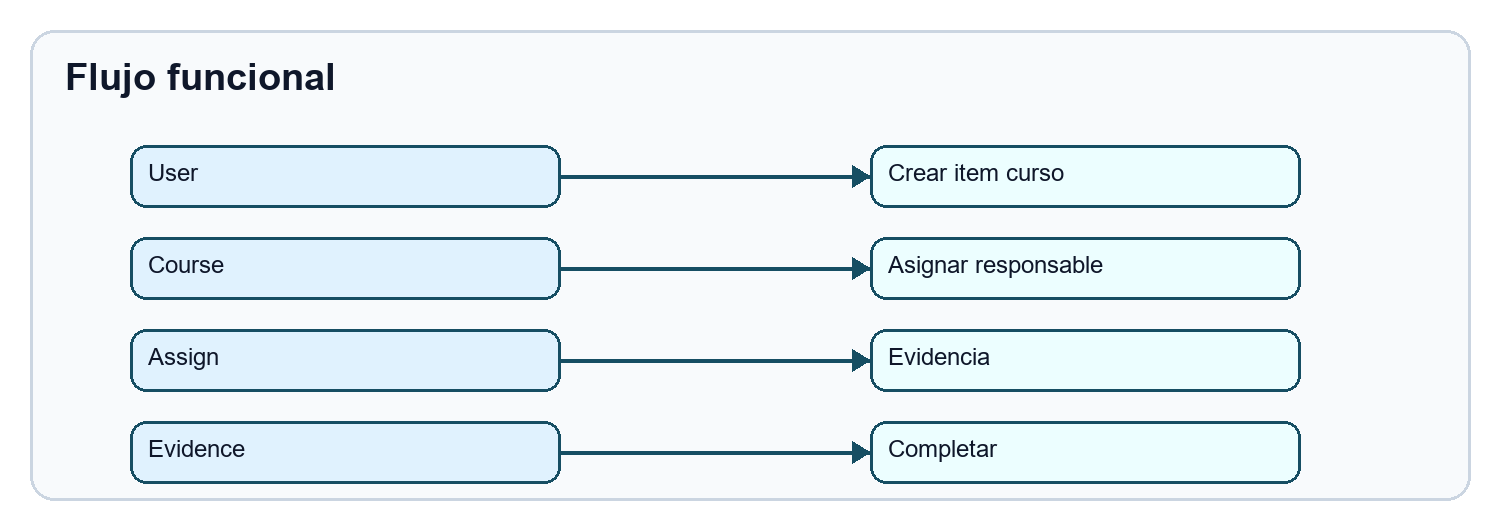 Flujo funcional
User
Crear item curso
Course
Asignar responsable
Assign
Evidencia
Evidence
Completar